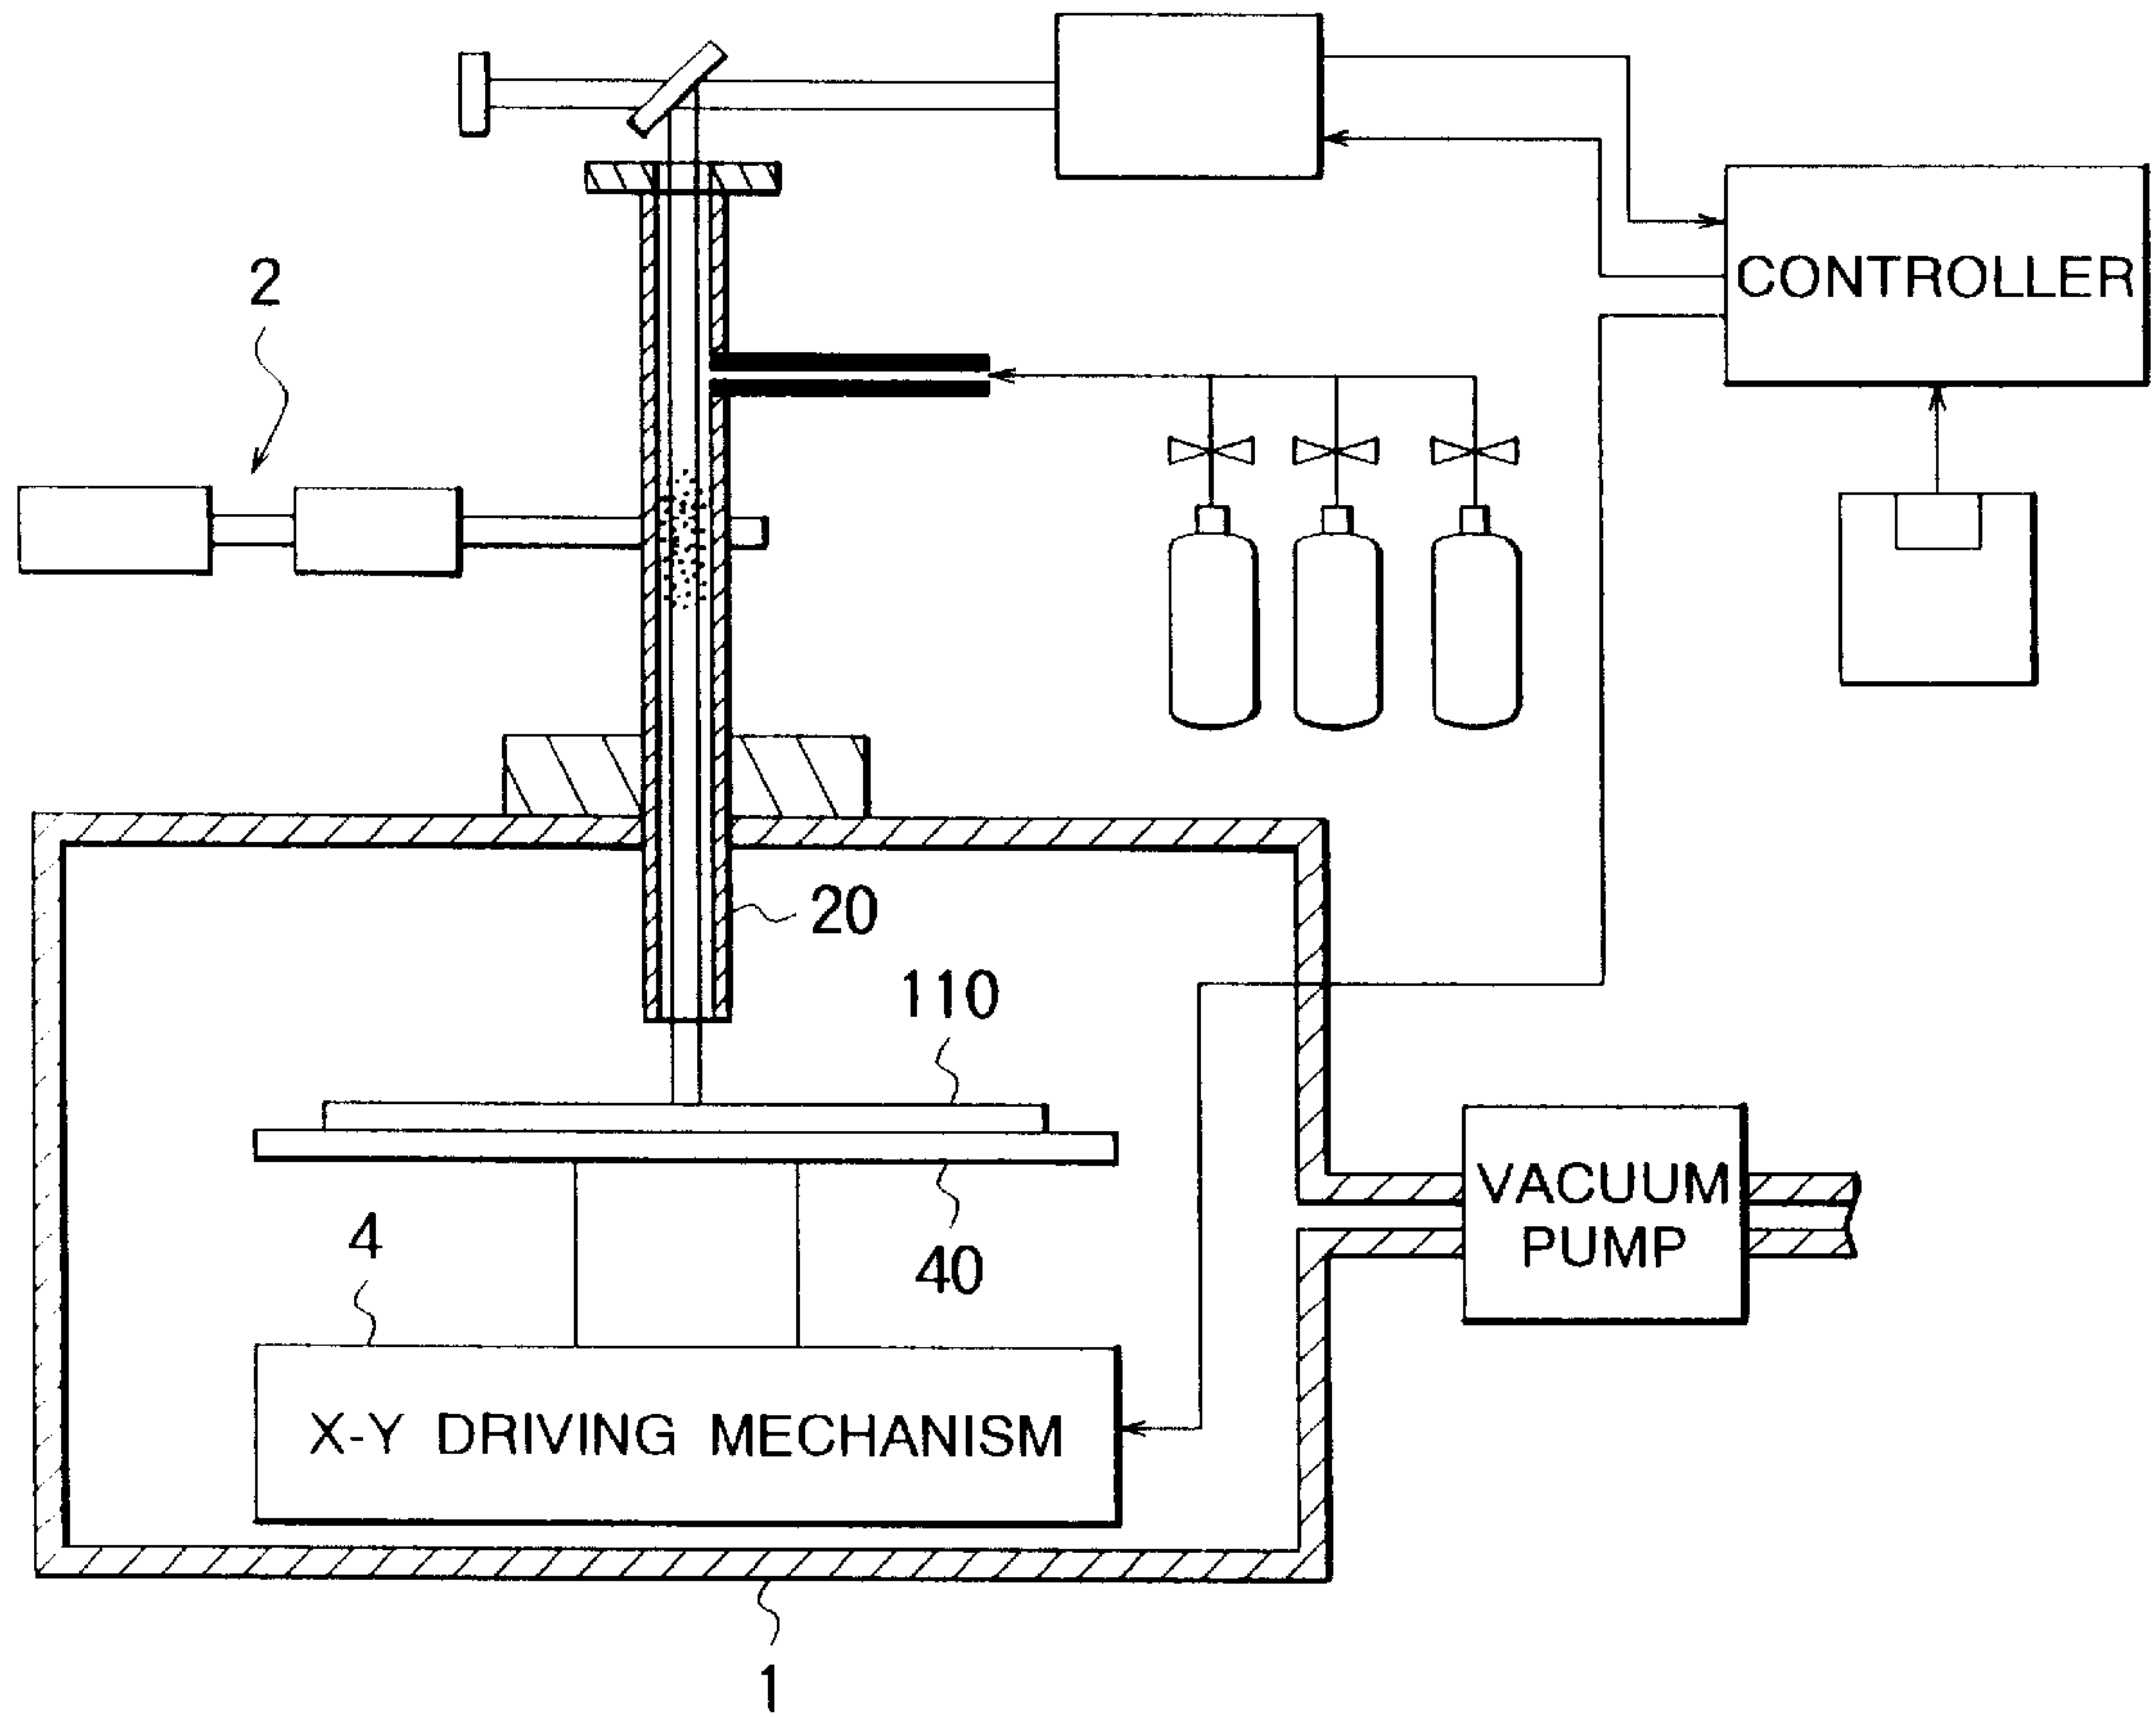 2
CONTROLLER
20
110
VACUUM
PUMP
4
40
X-Y DRIVING MECHANISM
1